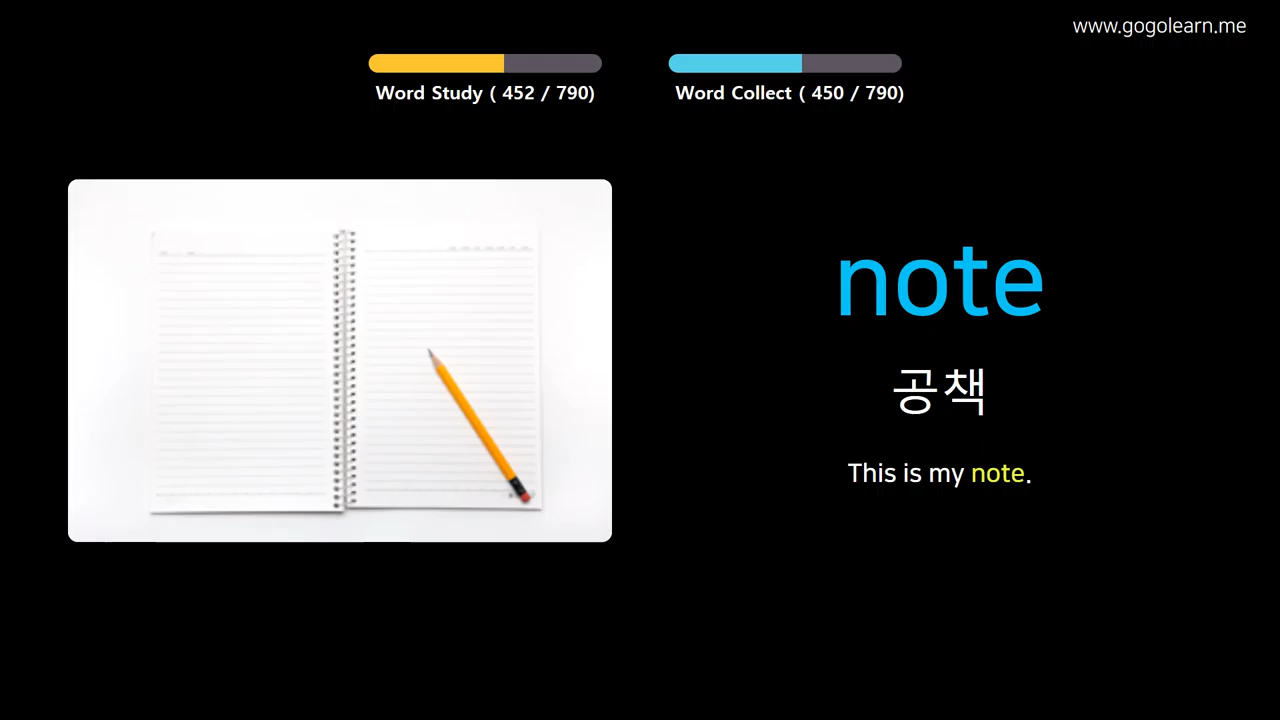 www.gogolearn.me
Word Study ( 452 / 790)
Word Collect ( 450 / 790)
note
공책
This is my note.